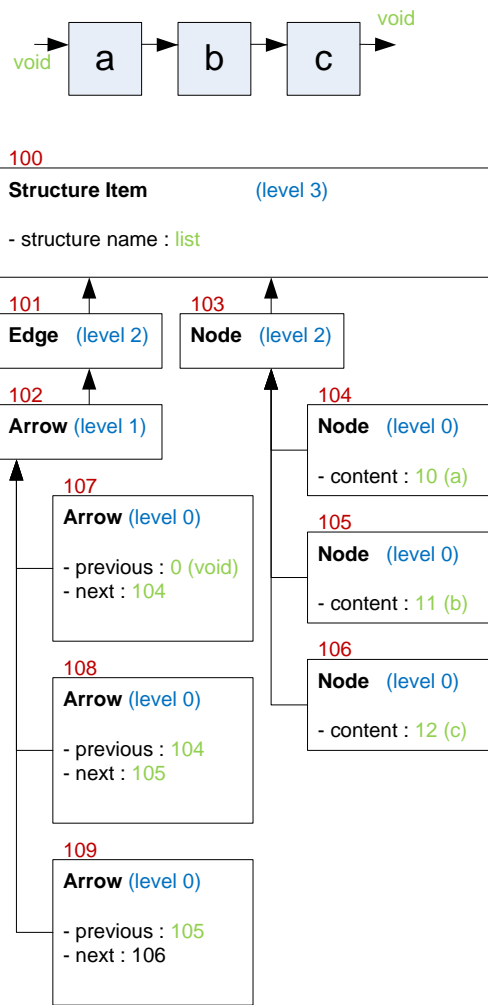 void
void
a
b
c
100
Structure Item (level 3)
- structure name : list
101
Edge (level 2)
103
Node (level 2)
102
Arrow (level 1)
104
Node (level 0)
- content : 10 (a)
107
Arrow (level 0)
- previous : 0 (void)
- next : 104
105
Node (level 0)
- content : 11 (b)
106
Node (level 0)
- content : 12 (c)
108
Arrow (level 0)
- previous : 104
- next : 105
109
Arrow (level 0)
- previous : 105
- next : 106